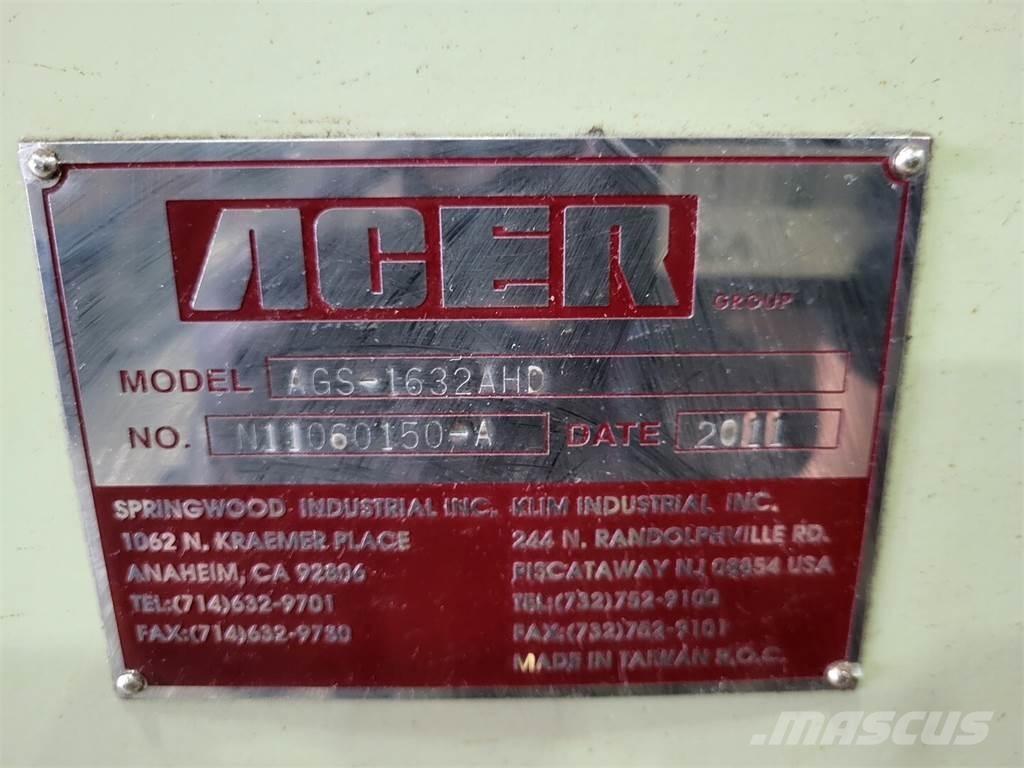 ACER GROUP
MODEL AGS-1632AHD
NO. N11060150-A DATE 2011
SPRINGWOOD INDUSTRIAL INC.
1062 N. KRAEMER PLACE
ANAHEIM, CA 92806
TEL:(714)632-9701
FAX:(714)632-9780
KLIM INDUSTRIAL INC.
244 N. RANDOLPHVILLE RD.
PISCATAWAY NJ 08854 USA
TEL:(732)752-9100
FAX:(732)752-9101
MADE IN TAIWAN R.O.C.
MASCUS